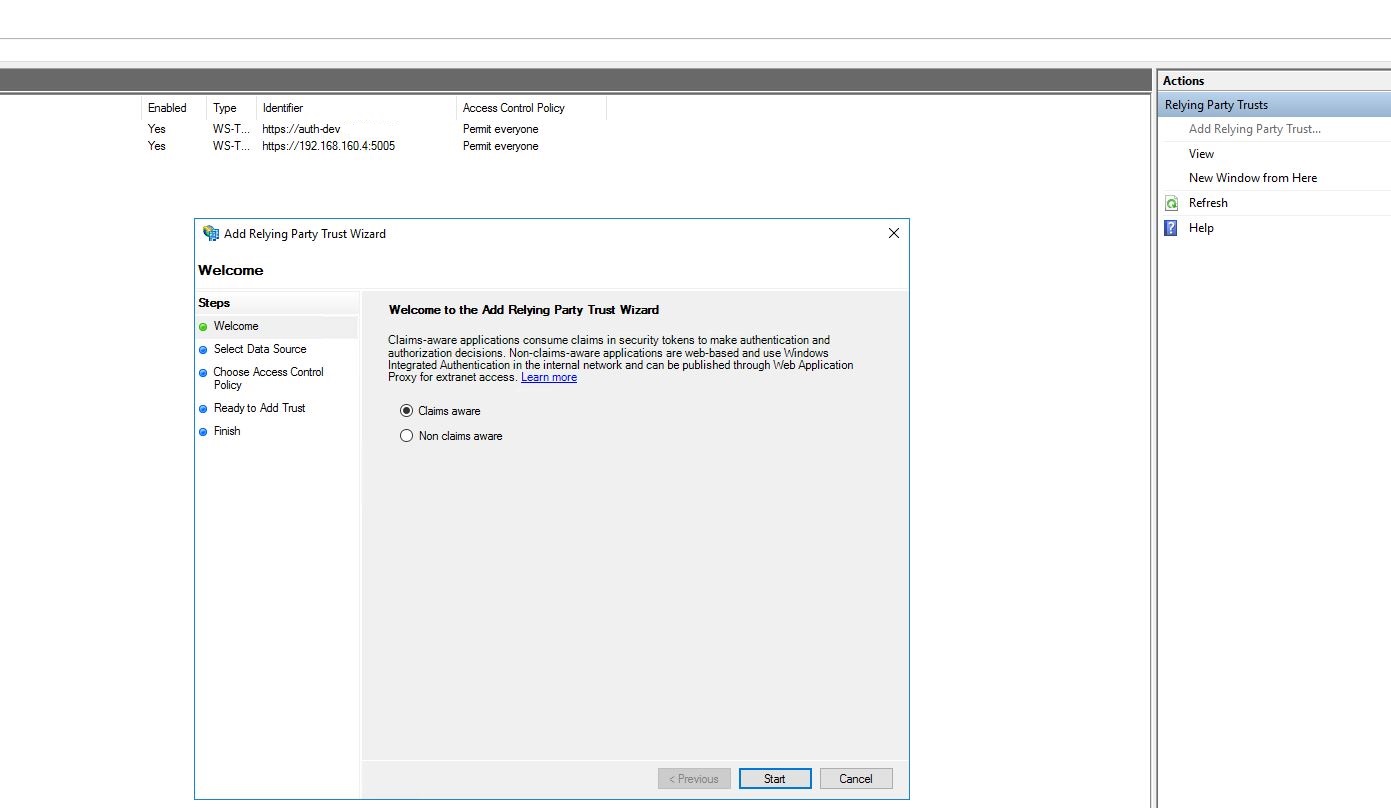 Actions
Enabled Type Identifier Access Control Policy
Relying Party Trusts
Yes WS-T... https://auth-dev Permit everyone
Add Relying Party Trust...
Yes WS-T... https://192.168.160.4:5005 Permit everyone
View
New Window from Here
Refresh
? Help
Add Relying Party Trust Wizard
Welcome
Steps
Welcome
Select Data Source
Choose Access Control
Policy
Ready to Add Trust
Finish
Welcome to the Add Relying Party Trust Wizard
Claims-aware applications consume claims in security tokens to make authentication and
authorization decisions. Non-claims-aware applications are web-based and use Windows
Integrated Authentication in the internal network and can be published through Web Application
Proxy for extranet access. Learn more
Claims aware
Non claims aware
< Previous Start Cancel